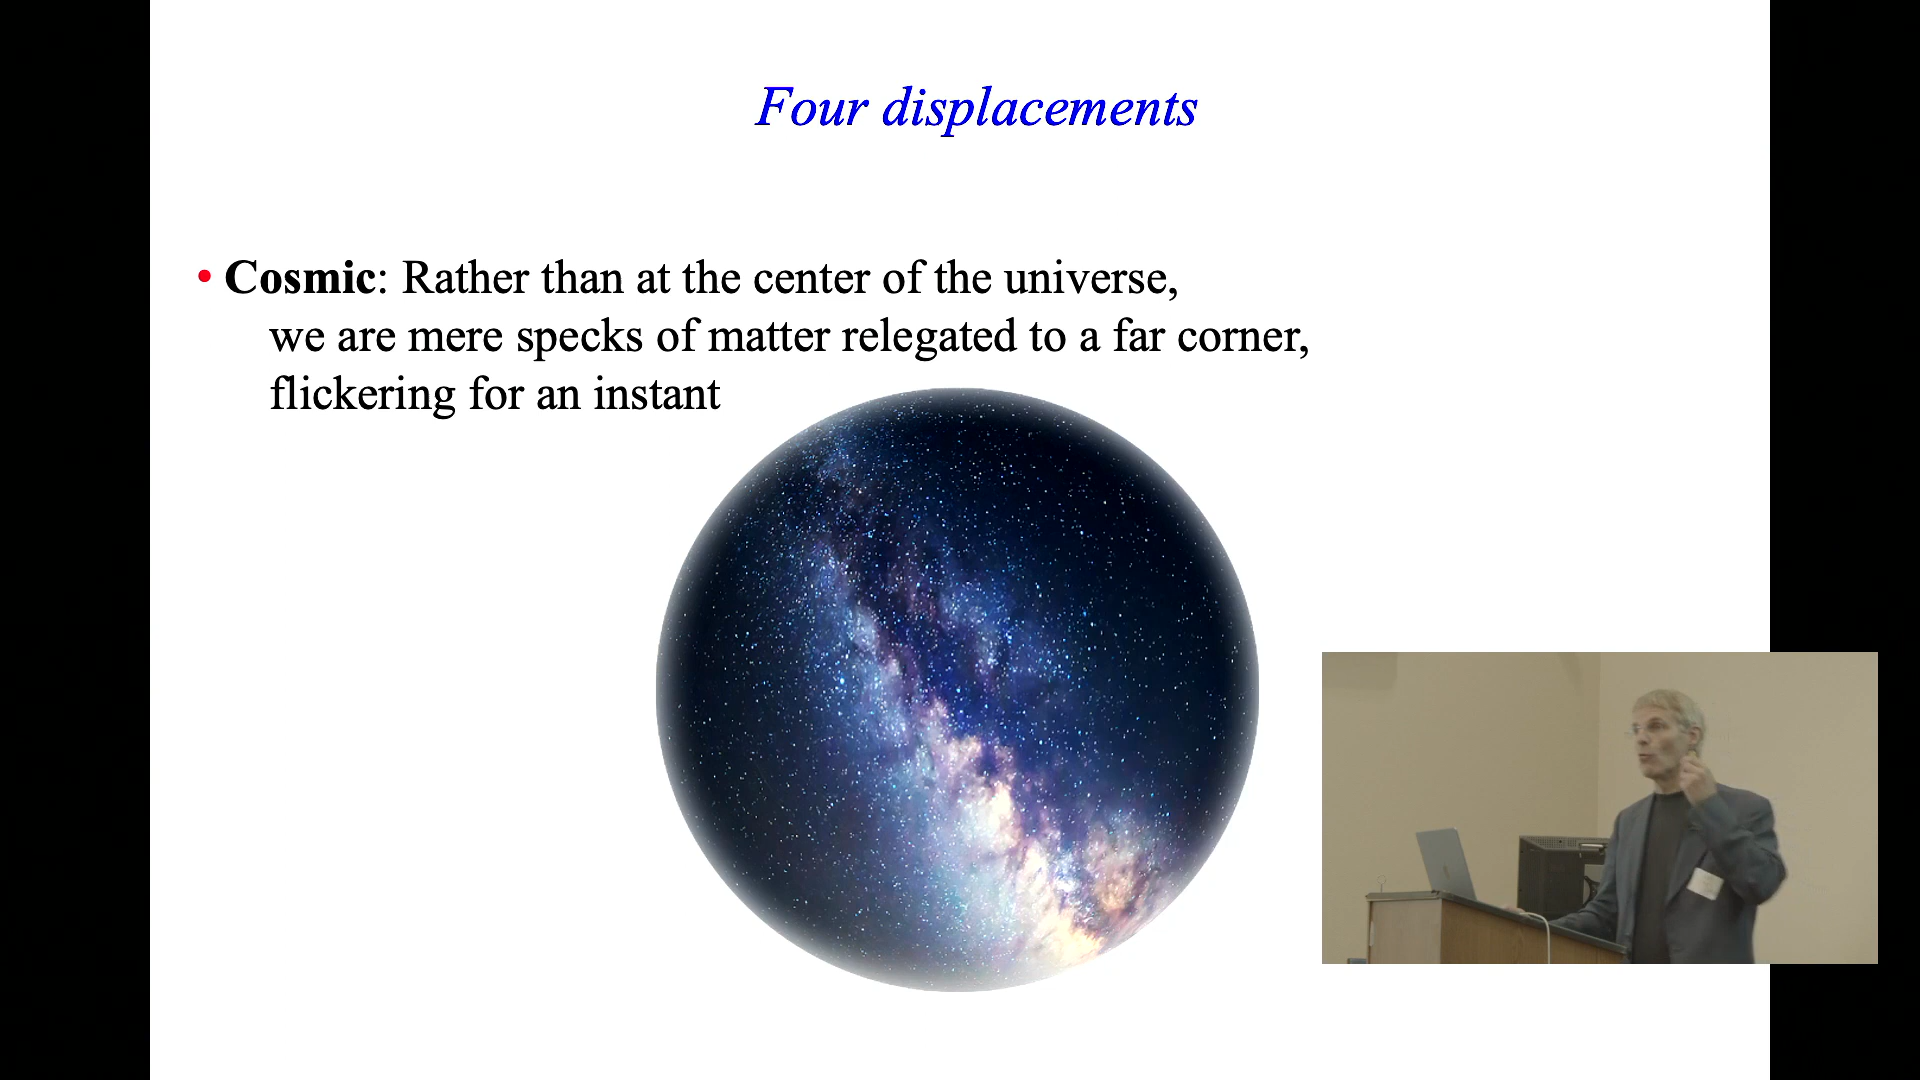 Four displacements
• Cosmic: Rather than at the center of the universe,
we are mere specks of matter relegated to a far corner,
flickering for an instant